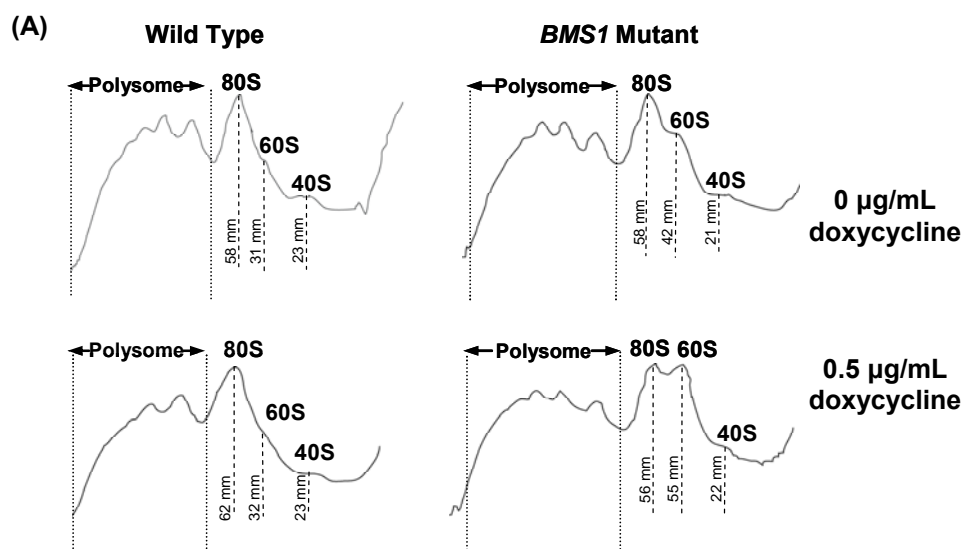 (A)
Wild Type
BMS1 Mutant
Polysome
80S
60S
40S
58 mm
31 mm
23 mm
Polysome
80S
60S
40S
58 mm
42 mm
21 mm
0 µg/mL
doxycycline
Polysome
80S
60S
40S
62 mm
32 mm
23 mm
Polysome
80S 60S
40S
56 mm
55 mm
22 mm
0.5 µg/mL
doxycycline